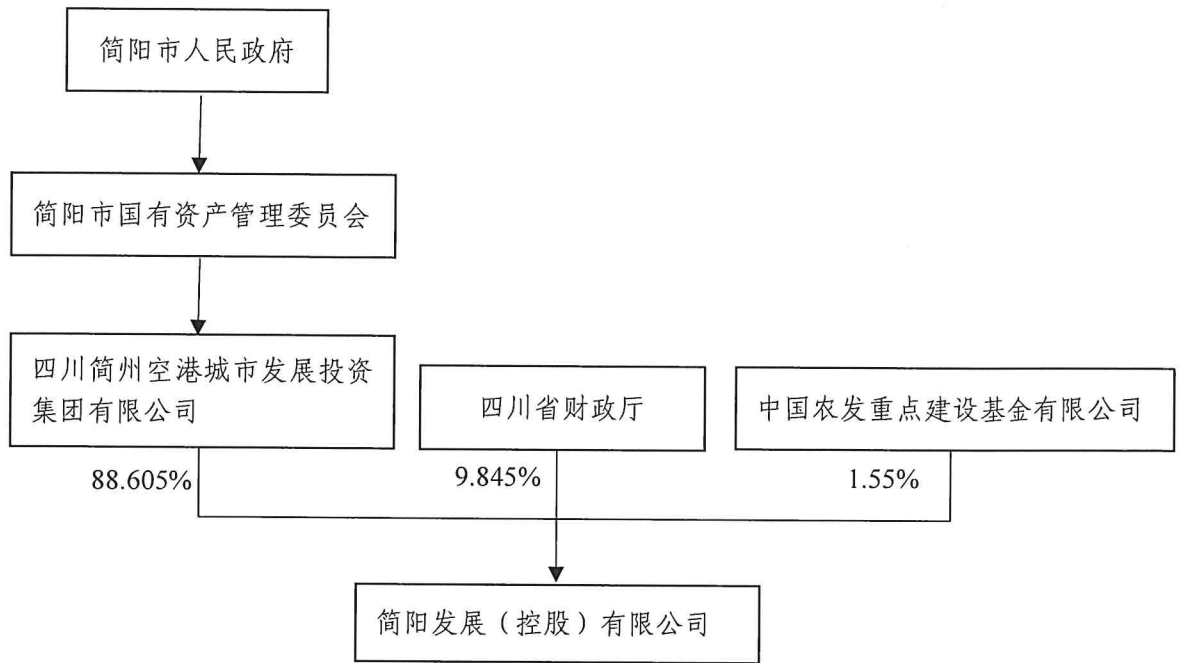 简阳市人民政府
简阳市国有资产管理委员会
四川简州空港城市发展投资
集团有限公司
四川省财政厅
中国农发重点建设基金有限公司
88.605%
9.845%
1.55%
简阳发展（控股）有限公司